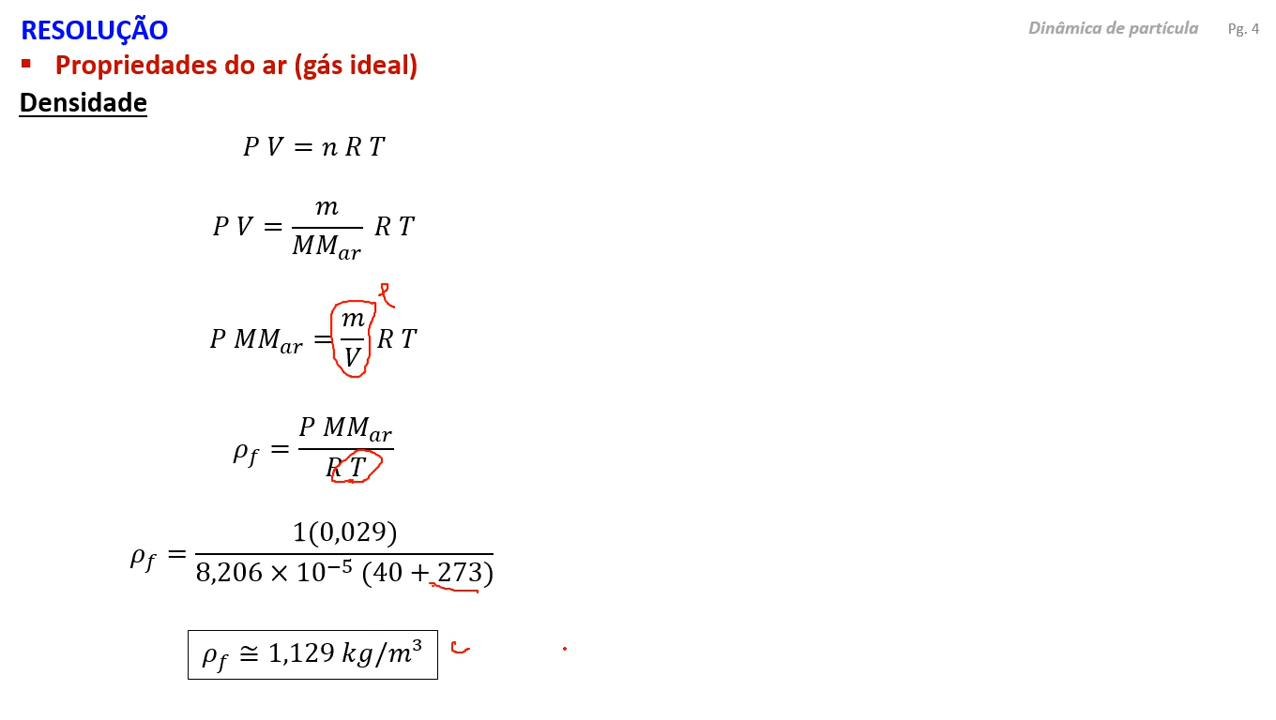 RESOLUÇÃO
Dinâmica de partícula Pg. 4
▪ Propriedades do ar (gás ideal)
Densidade
P V = n R T
P V = m/MM_ar R T
P MM_ar = m/V R T
ρ_f = P MM_ar / R T
ρ_f = 1(0,029) / 8,206 × 10⁻⁵ (40 + 273)
ρ_f ≅ 1,129 kg/m³